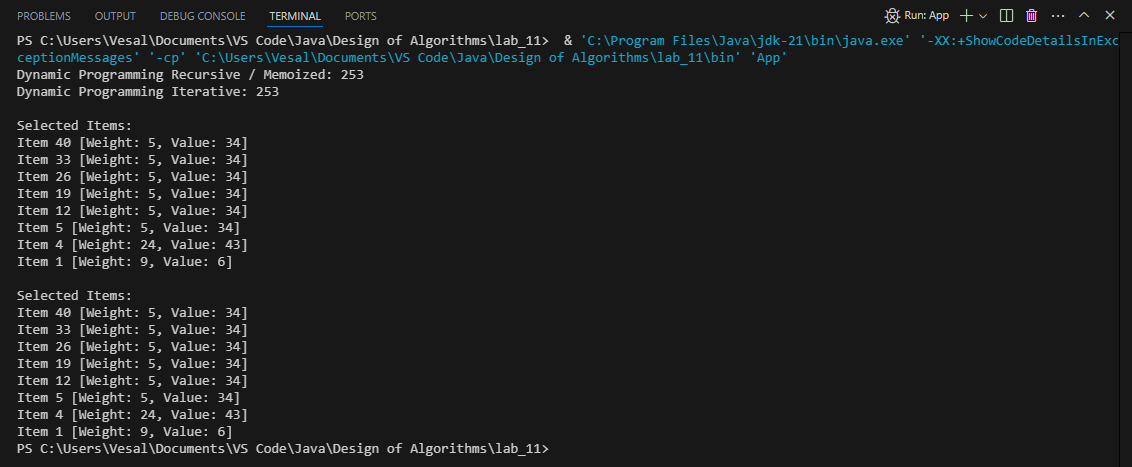 PROBLEMS OUTPUT DEBUG CONSOLE TERMINAL PORTS Run: App
PS C:\Users\Vesal\Documents\VS Code\Java\Design of Algorithms\lab_11>  & 'C:\Program Files\Java\jdk-21\bin\java.exe' '-XX:+ShowCodeDetailsInExc
ceptionMessages' '-cp' 'C:\Users\Vesal\Documents\VS Code\Java\Design of Algorithms\lab_11\bin' 'App'
Dynamic Programming Recursive / Memoized: 253
Dynamic Programming Iterative: 253

Selected Items:
Item 40 [Weight: 5, Value: 34]
Item 33 [Weight: 5, Value: 34]
Item 26 [Weight: 5, Value: 34]
Item 19 [Weight: 5, Value: 34]
Item 12 [Weight: 5, Value: 34]
Item 5 [Weight: 5, Value: 34]
Item 4 [Weight: 24, Value: 43]
Item 1 [Weight: 9, Value: 6]

Selected Items:
Item 40 [Weight: 5, Value: 34]
Item 33 [Weight: 5, Value: 34]
Item 26 [Weight: 5, Value: 34]
Item 19 [Weight: 5, Value: 34]
Item 12 [Weight: 5, Value: 34]
Item 5 [Weight: 5, Value: 34]
Item 4 [Weight: 24, Value: 43]
Item 1 [Weight: 9, Value: 6]
PS C:\Users\Vesal\Documents\VS Code\Java\Design of Algorithms\lab_11>